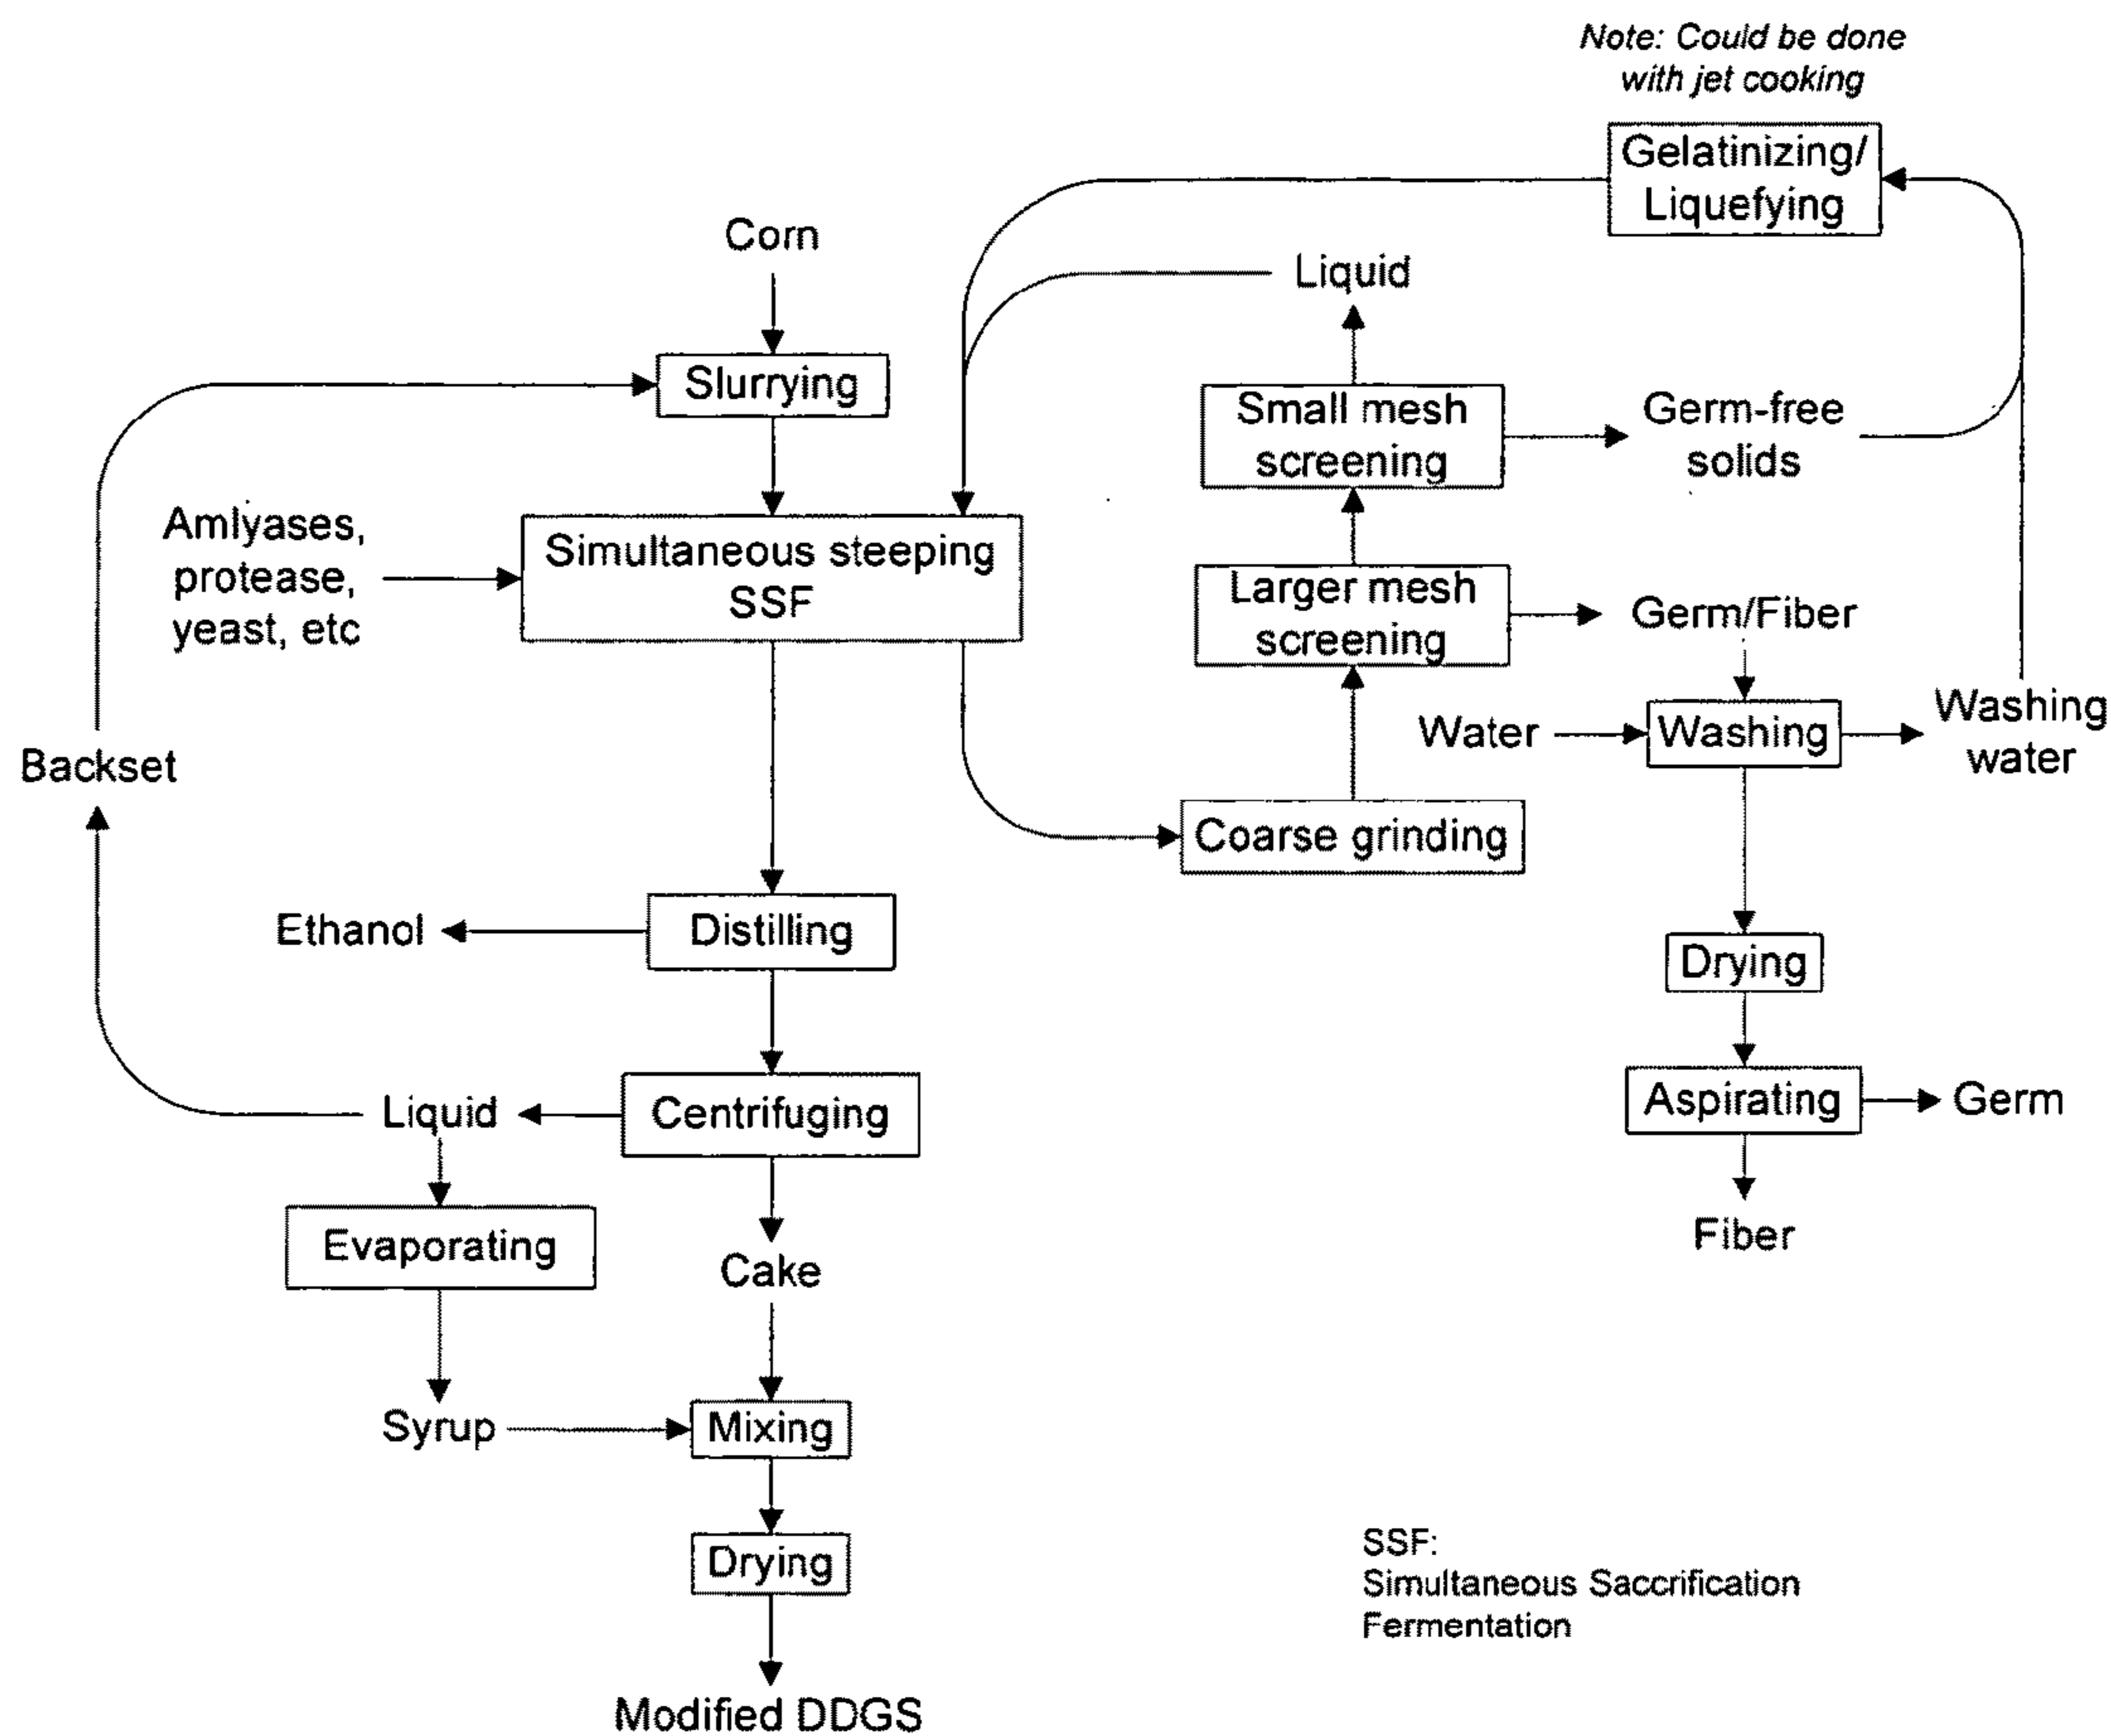 Note: Could be done
with jet cooking
Gelatinizing/
Liquefying
Corn
Liquid
Slurrying
Small mesh
screening
Germ-free
solids
Amlyases,
protease,
yeast, etc
Simultaneous steeping
SSF
Larger mesh
screening
Germ/Fiber
Water
Washing
Washing
water
Backset
Coarse grinding
Ethanol
Distilling
Drying
Liquid
Centrifuging
Aspirating
Germ
Evaporating
Cake
Fiber
Syrup
Mixing
Drying
Modified DDGS
SSF:
Simultaneous Saccrification
Fermentation